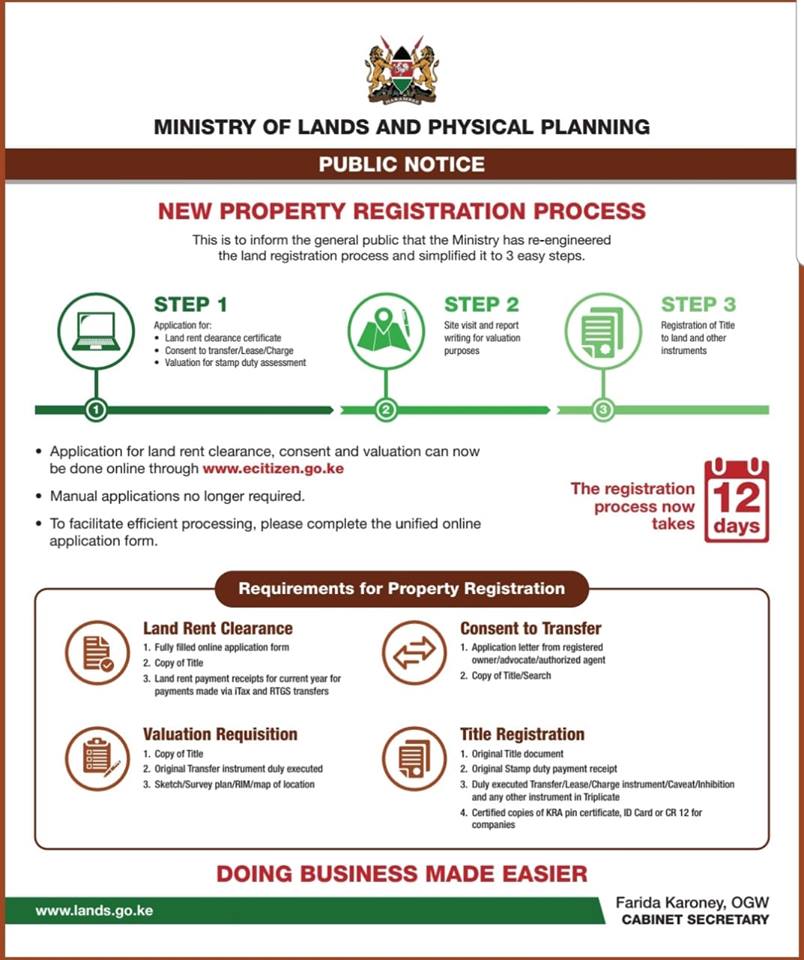 HARAMBEE
MINISTRY OF LANDS AND PHYSICAL PLANNING
PUBLIC NOTICE
NEW PROPERTY REGISTRATION PROCESS
This is to inform the general public that the Ministry has re-engineered
the land registration process and simplified it to 3 easy steps.
STEP 1
Application for:
• Land rent clearance certificate
• Consent to transfer/Lease/Charge
• Valuation for stamp duty assessment
STEP 2
Site visit and report
writing for valuation
purposes
STEP 3
Registration of Title
to land and other
instruments
1
2
3
• Application for land rent clearance, consent and valuation can now
be done online through www.ecitizen.go.ke
• Manual applications no longer required.
• To facilitate efficient processing, please complete the unified online
application form.
The registration
process now
takes
12
days
Requirements for Property Registration
Land Rent Clearance
1. Fully filled online application form
2. Copy of Title
3. Land rent payment receipts for current year for
payments made via iTax and RTGS transfers
Consent to Transfer
1. Application letter from registered
owner/advocate/authorized agent
2. Copy of Title/Search
Valuation Requisition
1. Copy of Title
2. Original Transfer instrument duly executed
3. Sketch/Survey plan/RIM/map of location
Title Registration
1. Original Title document
2. Original Stamp duty payment receipt
3. Duly executed Transfer/Lease/Charge instrument/Caveat/Inhibition
and any other instrument in Triplicate
4. Certified copies of KRA pin certificate, ID Card or CR 12 for
companies
DOING BUSINESS MADE EASIER
www.lands.go.ke
Farida Karoney, OGW
CABINET SECRETARY